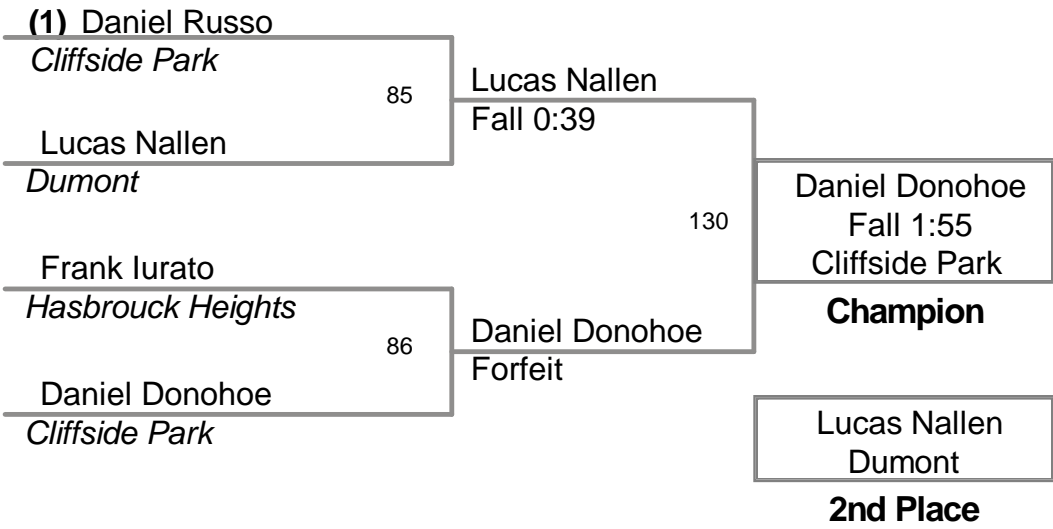 (1) Daniel Russo
Cliffside Park
85
Lucas Nallen
Dumont
Lucas Nallen
Fall 0:39
Frank Iurato
Hasbrouck Heights
86
Daniel Donohoe
Cliffside Park
Daniel Donohoe
Forfeit
130
Daniel Donohoe
Fall 1:55
Cliffside Park
Champion
Lucas Nallen
Dumont
2nd Place